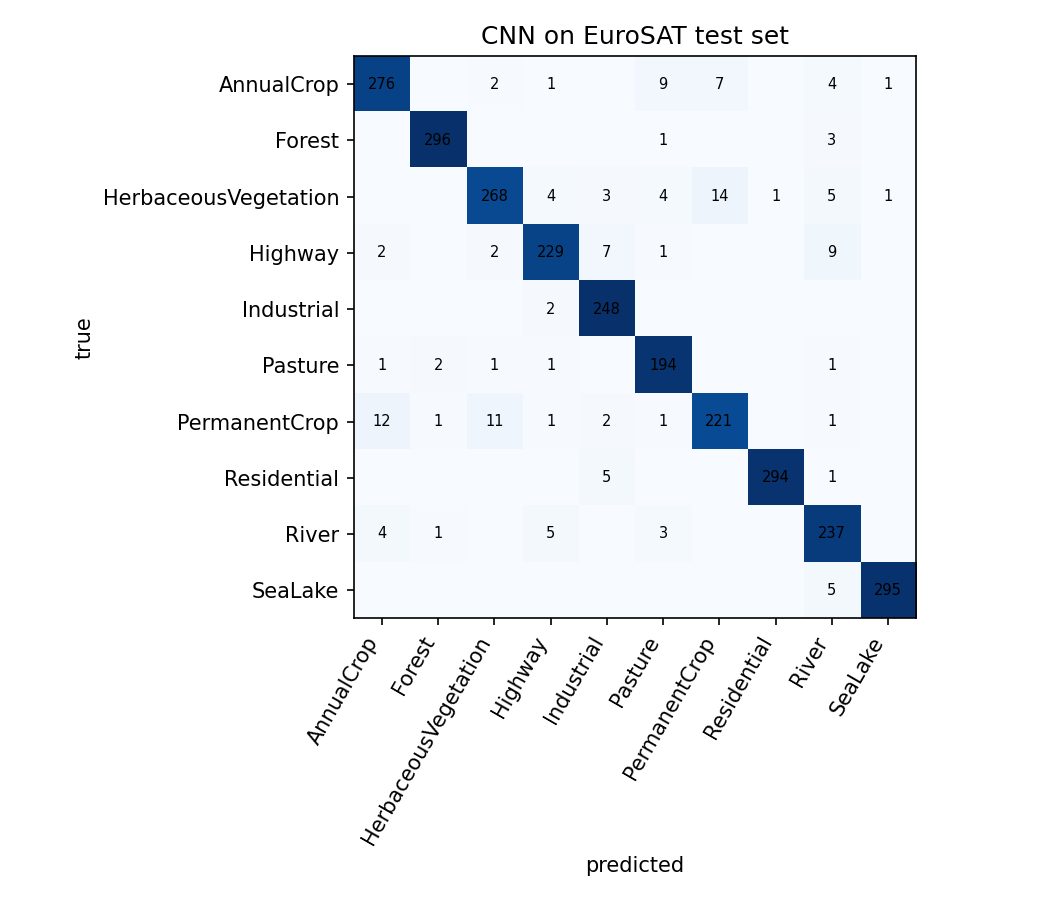 CNN on EuroSAT test set
AnnualCrop 276 2 1 9 7 4 1
Forest 296 1 3
HerbaceousVegetation 268 4 3 4 14 1 5 1
Highway 2 2 229 7 1 9
Industrial 2 248
Pasture 1 2 1 1 194 1
PermanentCrop 12 1 11 1 2 1 221 1
Residential 5 294 1
River 4 1 5 3 237
SeaLake 5 295
true
AnnualCrop Forest HerbaceousVegetation Highway Industrial Pasture PermanentCrop Residential River SeaLake
predicted